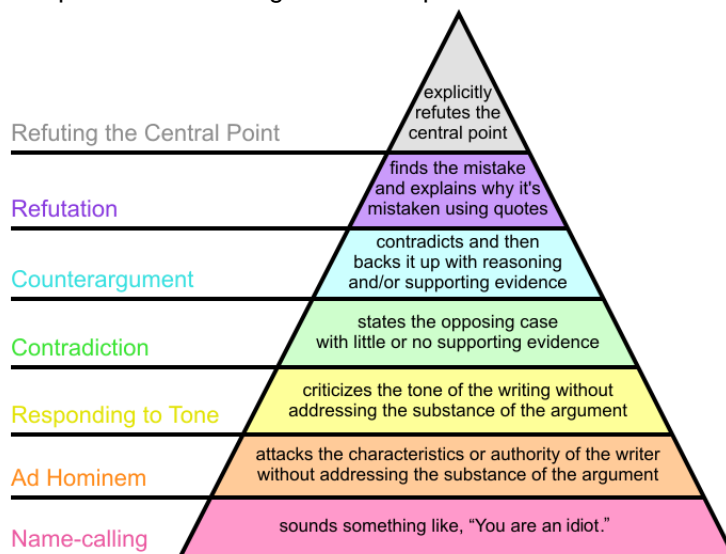 explicitly
refutes the
central point
Refuting the Central Point
finds the mistake
and explains why it's
mistaken using quotes
Refutation
contradicts and then
backs it up with reasoning
and/or supporting evidence
Counterargument
states the opposing case
with little or no supporting evidence
Contradiction
criticizes the tone of the writing without
addressing the substance of the argument
Responding to Tone
attacks the characteristics or authority of the writer
without addressing the substance of the argument
Ad Hominem
sounds something like, “You are an idiot.”
Name-calling